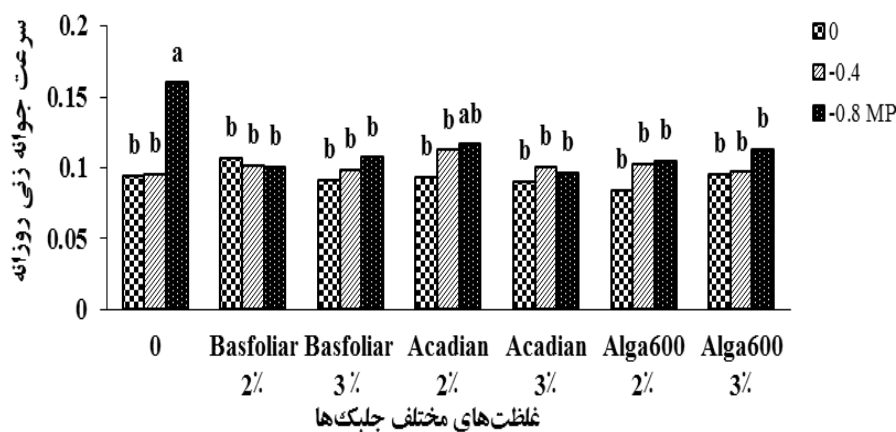 سرعت جوانه زنی روزانه
0.2
0.15
0.1
0.05
0
b b a
b b b
b b b
b b ab
b b b
b b b
b b b
0
-0.4
-0.8 MP
0 Basfoliar Basfoliar Acadian Acadian Alga600 Alga600
2٪ 3٪ 2٪ 3٪ 2٪ 3٪
غلظت‌های مختلف جلبک‌ها